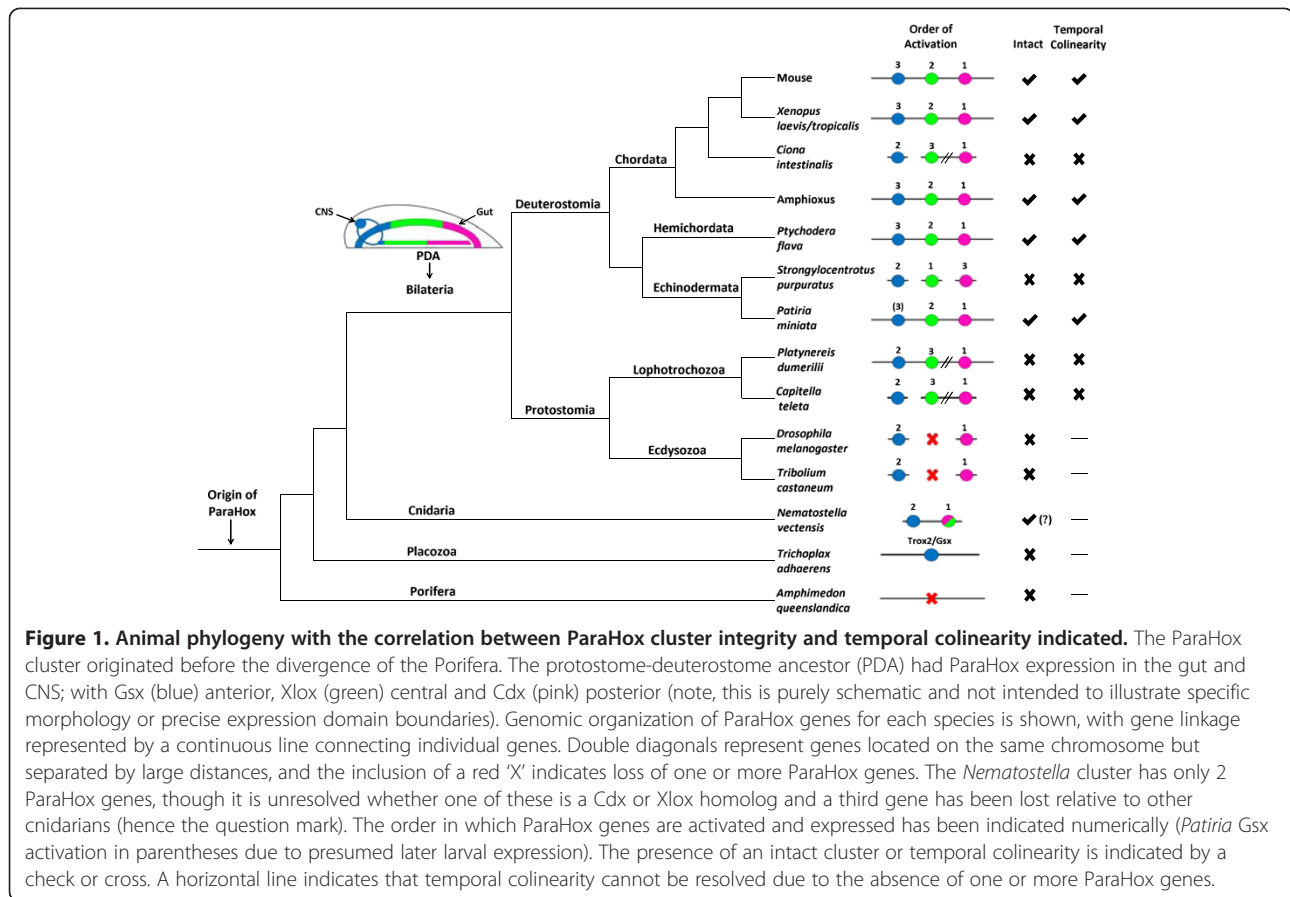 Order of
Activation
Intact
Temporal
Colinearity
3 2 1
Mouse
3 2 1
Xenopus
laevis/tropicalis
2 3 1
Ciona
intestinalis
Chordata
3 2 1
Amphioxus
Deuterostomia
CNS
Gut
PDA
Bilateria
Hemichordata
3 2 1
Ptychodera
flava
2 1 3
Strongylocentrotus
purpuratus
Echinodermata
(3) 2 1
Patiria
miniata
2 3 1
Platynereis
dumerilii
Lophotrochozoa
2 3 1
Capitella
teleta
Protostomia
2 1
Drosophila
melanogaster
Ecdysozoa
2 1
Tribolium
castaneum
Origin of
ParaHox
Cnidaria
2 1
Nematostella
vectensis
(?)
Placozoa
Trox2/Gsx
Trichoplax
adhaerens
Porifera
Amphimedon
queenslandica
Figure 1. Animal phylogeny with the correlation between ParaHox cluster integrity and temporal colinearity indicated. The ParaHox
cluster originated before the divergence of the Porifera. The protostome-deuterostome ancestor (PDA) had ParaHox expression in the gut and
CNS; with Gsx (blue) anterior, Xlox (green) central and Cdx (pink) posterior (note, this is purely schematic and not intended to illustrate specific
morphology or precise expression domain boundaries). Genomic organization of ParaHox genes for each species is shown, with gene linkage
represented by a continuous line connecting individual genes. Double diagonals represent genes located on the same chromosome but
separated by large distances, and the inclusion of a red ‘X’ indicates loss of one or more ParaHox genes. The Nematostella cluster has only 2
ParaHox genes, though it is unresolved whether one of these is a Cdx or Xlox homolog and a third gene has been lost relative to other
cnidarians (hence the question mark). The order in which ParaHox genes are activated and expressed has been indicated numerically (Patiria Gsx
activation in parentheses due to presumed later larval expression). The presence of an intact cluster or temporal colinearity is indicated by a
check or cross. A horizontal line indicates that temporal colinearity cannot be resolved due to the absence of one or more ParaHox genes.